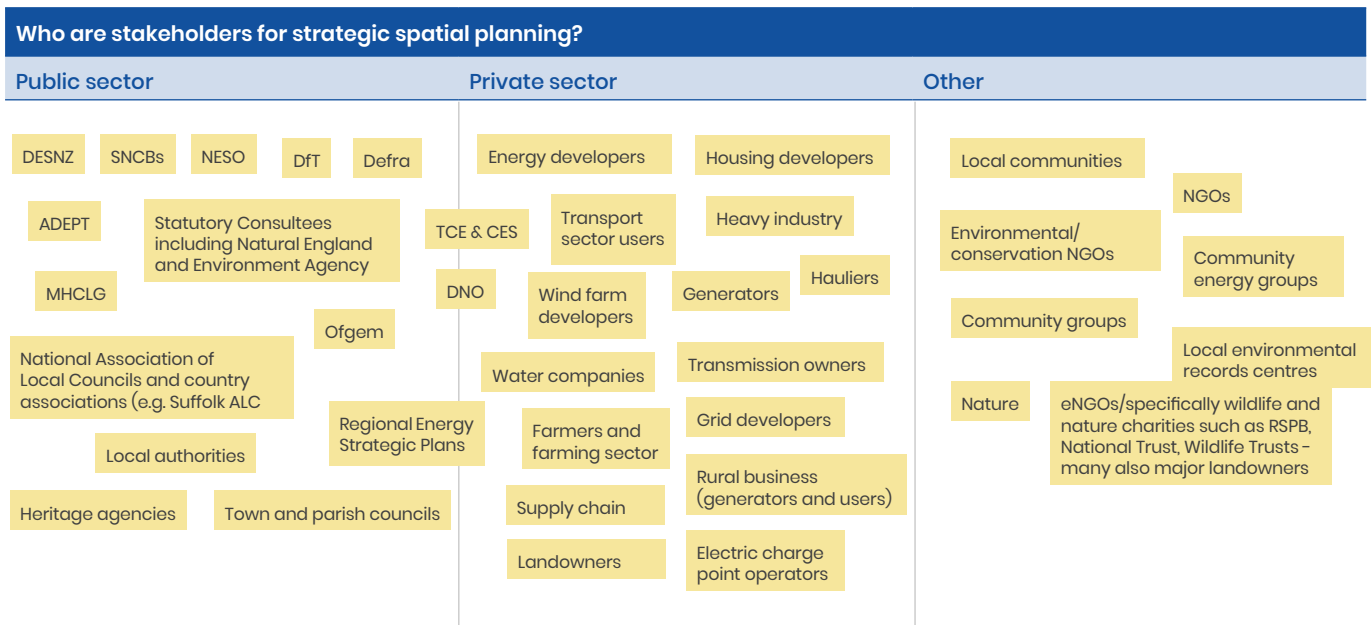 Who are stakeholders for strategic spatial planning?
Public sector
Private sector
Other
DESNZ
SNCBs
NESO
DfT
Defra
ADEPT
Statutory Consultees
including Natural England
and Environment Agency
TCE & CES
MHCLG
DNO
Ofgem
National Association of
Local Councils and country
associations (e.g. Suffolk ALC
Regional Energy
Strategic Plans
Local authorities
Heritage agencies
Town and parish councils
Energy developers
Housing developers
Transport
sector users
Heavy industry
Hauliers
Wind farm
developers
Generators
Water companies
Transmission owners
Farmers and
farming sector
Grid developers
Rural business
(generators and users)
Supply chain
Landowners
Electric charge
point operators
Local communities
NGOs
Environmental/
conservation NGOs
Community
energy groups
Community groups
Local environmental
records centres
Nature
eNGOs/specifically wildlife and
nature charities such as RSPB,
National Trust, Wildlife Trusts -
many also major landowners